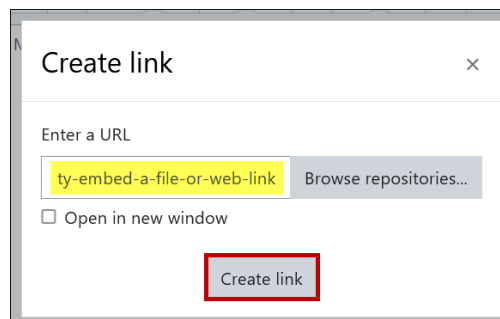 Create link
×
Enter a URL
ty-embed-a-file-or-web-link
Browse repositories...
Open in new window
Create link